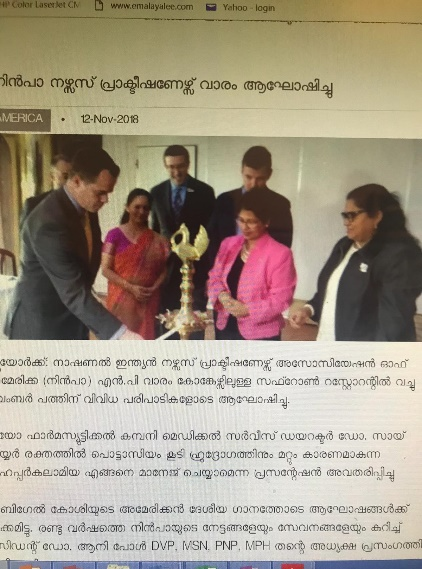 HP Color LaserJet CM www.emalayalee.com Yahoo - login
നിൻപാ നഴ്സസ് പ്രാക്ടീഷണേഴ്സ് വാരം ആഘോഷിച്ചു
AMERICA • 12-Nov-2018
യോർക്ക്: നാഷണൽ ഇന്ത്യൻ നഴ്സസ് പ്രാക്ടീഷണേഴ്സ് അസോസിയേഷൻ ഓഫ്
മേരിക്ക (നിൻപാ) എൻ.പി വാരം കോങ്കേഴ്സിലുള്ള സഫ്റോൺ റസ്റ്റോറന്റിൽ വച്ചു
വംബർ പത്തിന് വിവിധ പരിപാടികളോടെ ആഘോഷിച്ചു.
യോ ഫാർമസ്യൂട്ടിക്കൽ കമ്പനി മെഡിക്കൽ സർവീസ് ഡയറക്ടർ ഡോ. സായ്
യ്യർ രക്തത്തിൽ പൊട്ടാസിയം കൂടി ഹൃദ്രോഗത്തിനും മറ്റും കാരണമാകുന്ന
ഹപ്പർകലാമിയ എങ്ങനെ മാനേജ് ചെയ്യാമെന്ന പ്രസന്റേഷൻ അവതരിപ്പിച്ചു
ബിഗേൽ കോശിയുടെ അമേരിക്കൻ ദേശീയ ഗാനത്തോടെ ആഘോഷങ്ങൾക്ക്
ക്കമിട്ടു. രണ്ടു വർഷത്തെ നിൻപായുടെ നേട്ടങ്ങളേയും സേവനങ്ങളേയും കുറിച്ച്
സിഡന്റ് ഡോ. ആനി പോൾ DVP, MSN, PNP, MPH തന്റെ അധ്യക്ഷ പ്രസംഗത്തി